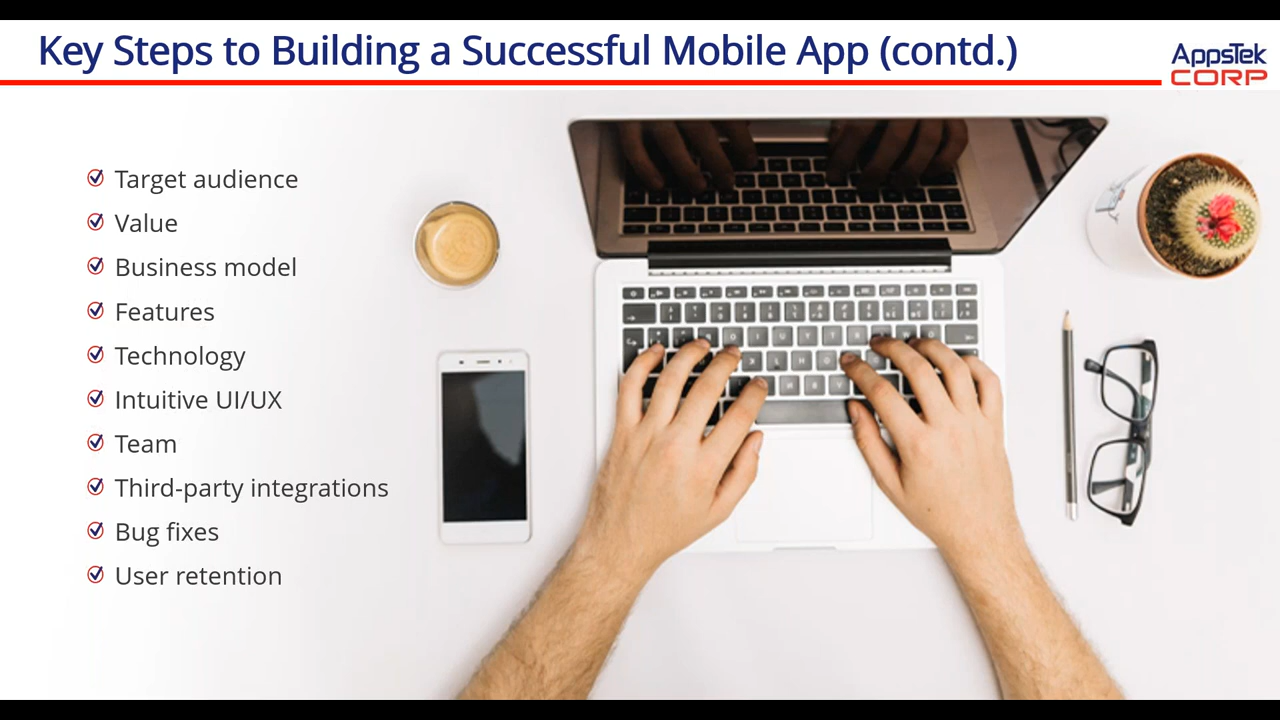 Key Steps to Building a Successful Mobile App (contd.)
AppsTek
CORP
Target audience
Value
Business model
Features
Technology
Intuitive UI/UX
Team
Third-party integrations
Bug fixes
User retention